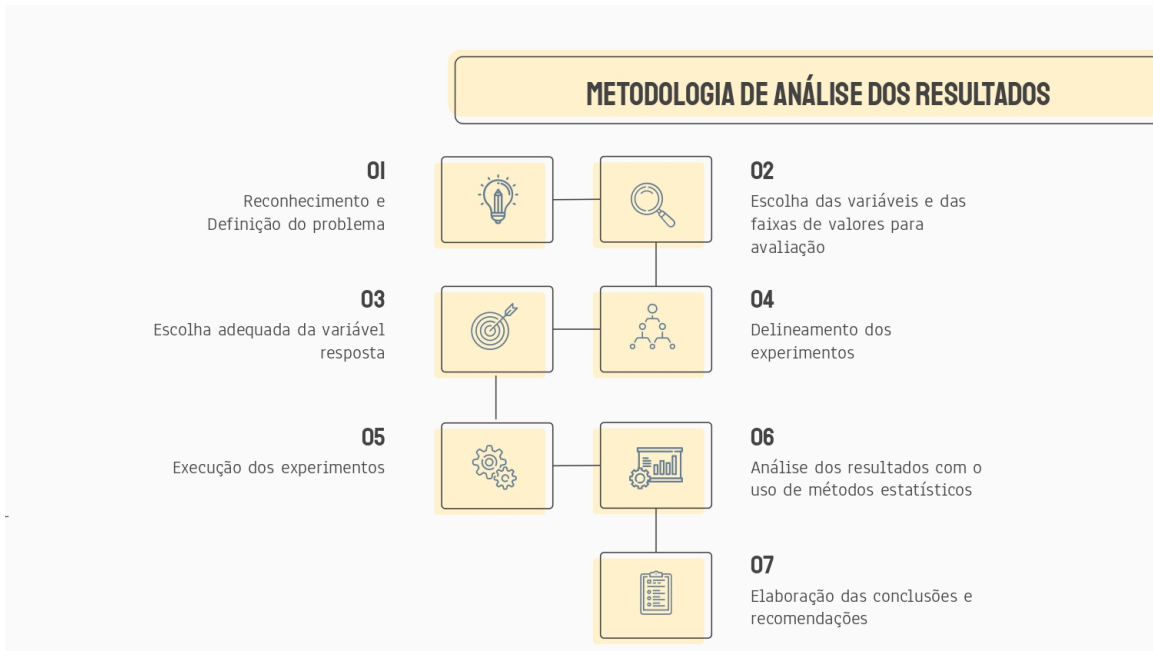 METODOLOGIA DE ANÁLISE DOS RESULTADOS
01
Reconhecimento e
Definição do problema
02
Escolha das variáveis e das
faixas de valores para
avaliação
03
Escolha adequada da variável
resposta
04
Delineamento dos
experimentos
05
Execução dos experimentos
06
Análise dos resultados com o
uso de métodos estatísticos
07
Elaboração das conclusões e
recomendações